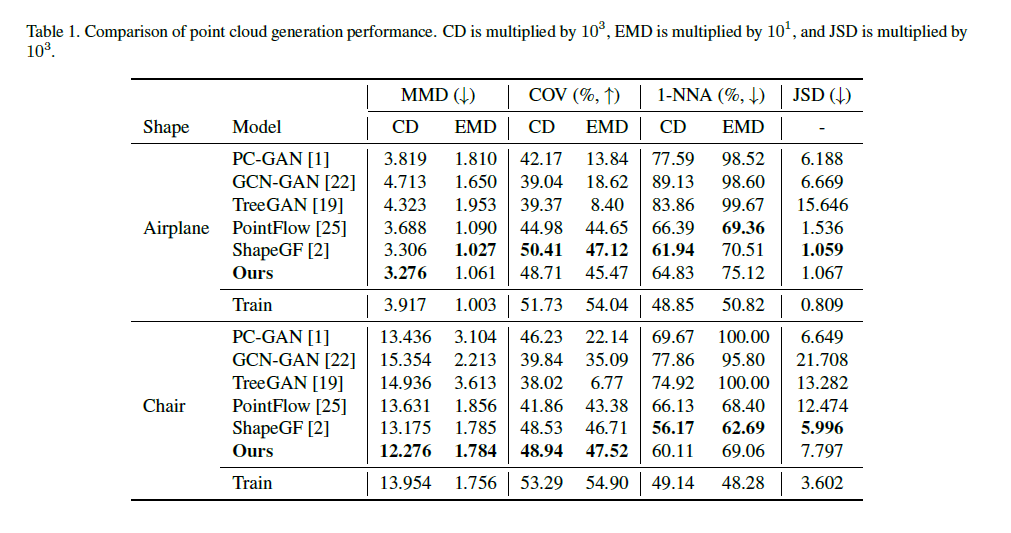 Table 1. Comparison of point cloud generation performance. CD is multiplied by 10³, EMD is multiplied by 10¹, and JSD is multiplied by
10³.
MMD (↓) COV (%, ↑) 1-NNA (%, ↓) JSD (↓)
Shape Model CD EMD CD EMD CD EMD -
PC-GAN [1] 3.819 1.810 42.17 13.84 77.59 98.52 6.188
GCN-GAN [22] 4.713 1.650 39.04 18.62 89.13 98.60 6.669
TreeGAN [19] 4.323 1.953 39.37 8.40 83.86 99.67 15.646
Airplane PointFlow [25] 3.688 1.090 44.98 44.65 66.39 69.36 1.536
ShapeGF [2] 3.306 1.027 50.41 47.12 61.94 70.51 1.059
Ours 3.276 1.061 48.71 45.47 64.83 75.12 1.067
Train 3.917 1.003 51.73 54.04 48.85 50.82 0.809
PC-GAN [1] 13.436 3.104 46.23 22.14 69.67 100.00 6.649
GCN-GAN [22] 15.354 2.213 39.84 35.09 77.86 95.80 21.708
TreeGAN [19] 14.936 3.613 38.02 6.77 74.92 100.00 13.282
Chair PointFlow [25] 13.631 1.856 41.86 43.38 66.13 68.40 12.474
ShapeGF [2] 13.175 1.785 48.53 46.71 56.17 62.69 5.996
Ours 12.276 1.784 48.94 47.52 60.11 69.06 7.797
Train 13.954 1.756 53.29 54.90 49.14 48.28 3.602